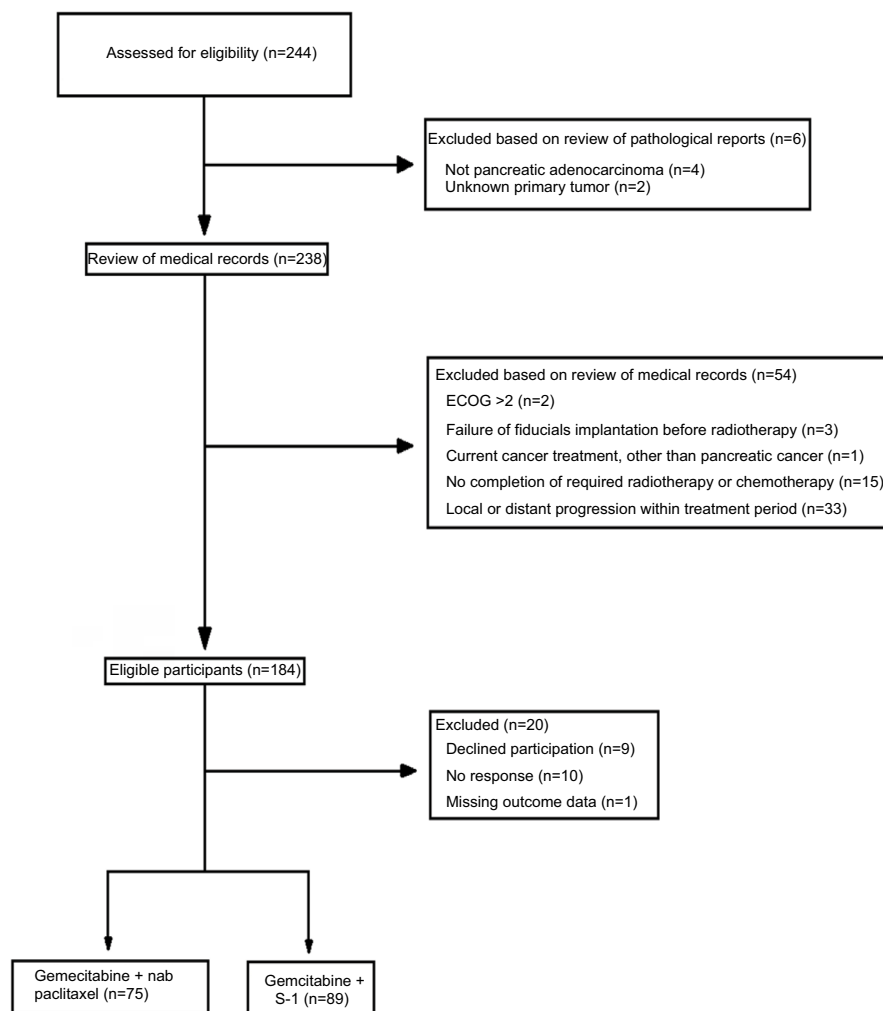 Assessed for eligibility (n=244)
Excluded based on review of pathological reports (n=6)
Not pancreatic adenocarcinoma (n=4)
Unknown primary tumor (n=2)
Review of medical records (n=238)
Excluded based on review of medical records (n=54)
ECOG >2 (n=2)
Failure of fiducials implantation before radiotherapy (n=3)
Current cancer treatment, other than pancreatic cancer (n=1)
No completion of required radiotherapy or chemotherapy (n=15)
Local or distant progression within treatment period (n=33)
Eligible participants (n=184)
Excluded (n=20)
Declined participation (n=9)
No response (n=10)
Missing outcome data (n=1)
Gemecitabine + nab
paclitaxel (n=75)
Gemcitabine +
S-1 (n=89)